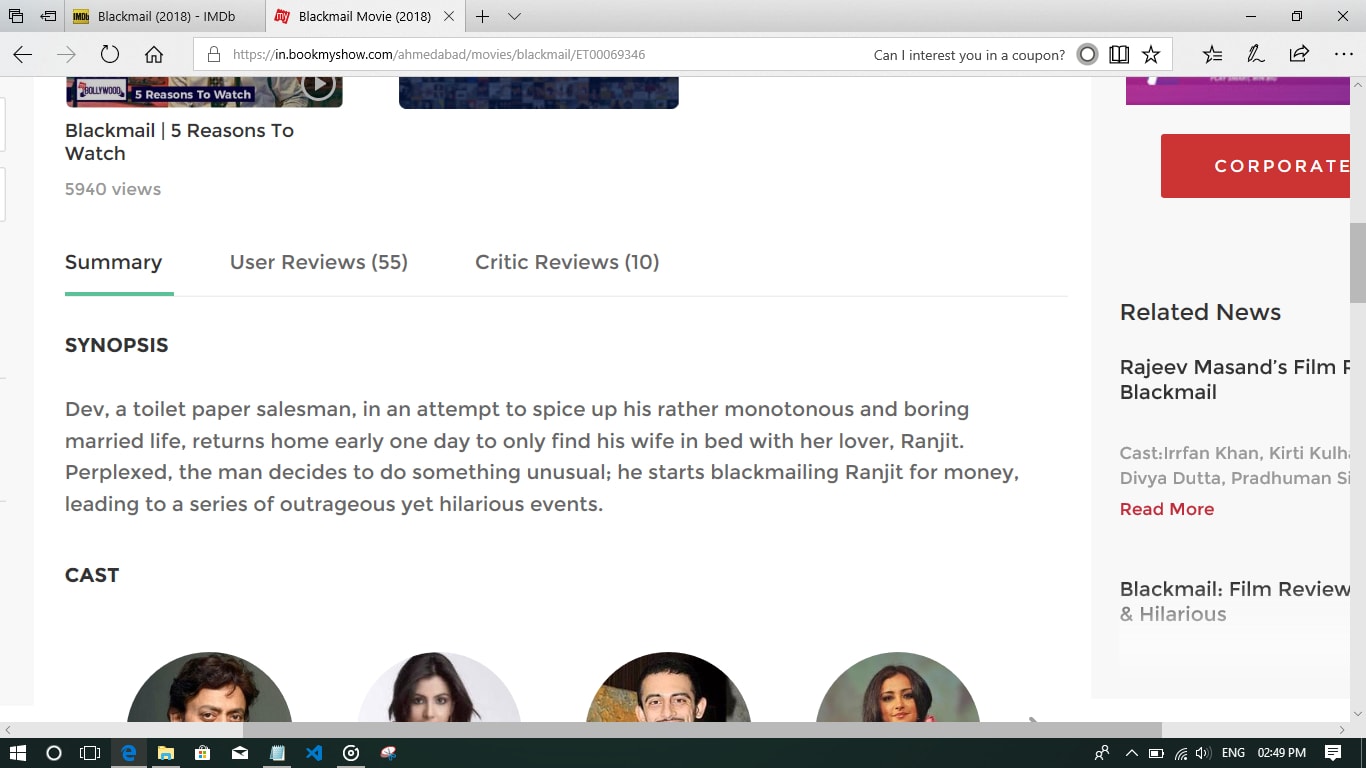 Blackmail (2018) - IMDb
Blackmail Movie (2018)
https://in.bookmyshow.com/ahmedabad/movies/blackmail/ET00069346
Can I interest you in a coupon?
BOLLYWOOD
5 Reasons To Watch
Blackmail | 5 Reasons To
Watch
5940 views
CORPORATE
Summary
User Reviews (55)
Critic Reviews (10)
SYNOPSIS
Dev, a toilet paper salesman, in an attempt to spice up his rather monotonous and boring
married life, returns home early one day to only find his wife in bed with her lover, Ranjit.
Perplexed, the man decides to do something unusual; he starts blackmailing Ranjit for money,
leading to a series of outrageous yet hilarious events.
CAST
Related News
Rajeev Masand’s Film
Blackmail
Cast:Irrfan Khan, Kirti Kulha
Divya Dutta, Pradhuman Si
Read More
Blackmail: Film Review
& Hilarious
ENG
02:49 PM